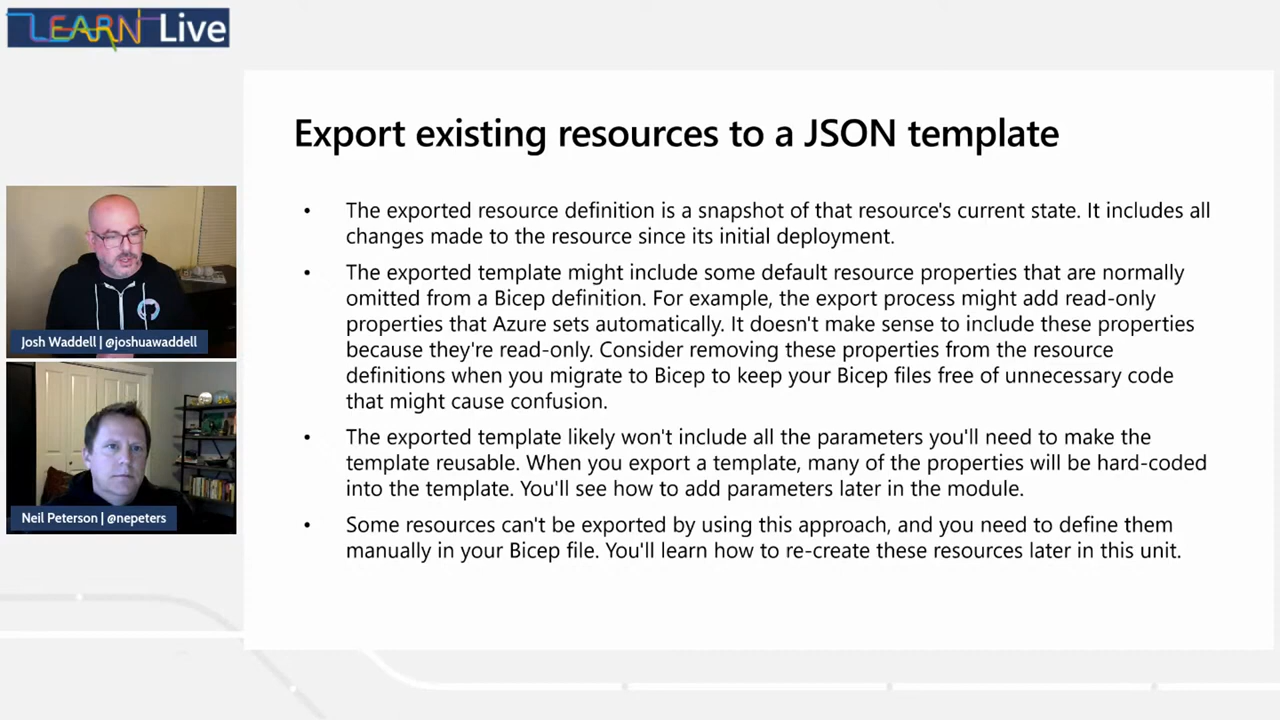 LEARN Live
Export existing resources to a JSON template
• The exported resource definition is a snapshot of that resource's current state. It includes all
changes made to the resource since its initial deployment.
• The exported template might include some default resource properties that are normally
omitted from a Bicep definition. For example, the export process might add read-only
properties that Azure sets automatically. It doesn't make sense to include these properties
because they're read-only. Consider removing these properties from the resource
definitions when you migrate to Bicep to keep your Bicep files free of unnecessary code
that might cause confusion.
• The exported template likely won't include all the parameters you'll need to make the
template reusable. When you export a template, many of the properties will be hard-coded
into the template. You'll see how to add parameters later in the module.
• Some resources can't be exported by using this approach, and you need to define them
manually in your Bicep file. You'll learn how to re-create these resources later in this unit.
Josh Waddell | @joshuawaddell
Neil Peterson | @nepeters